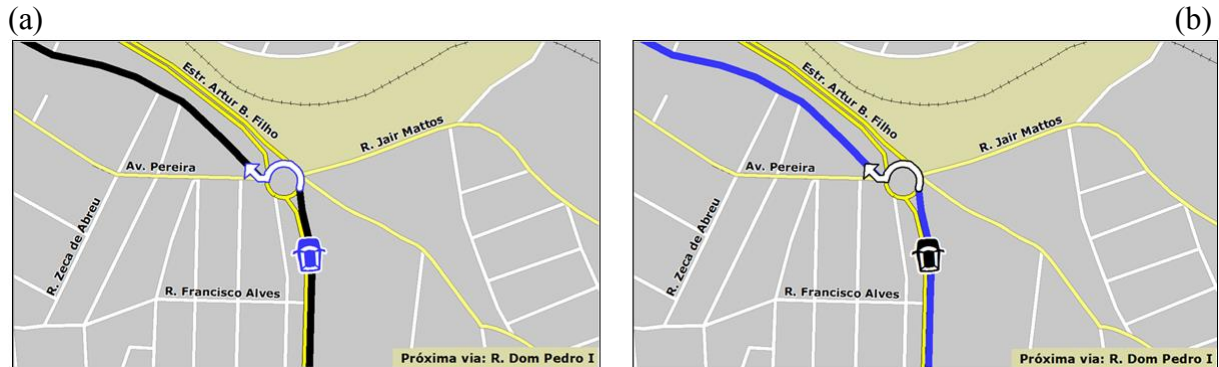 (a)
(b)
Estr. Artur B. Filho
R. Jair Mattos
Av. Pereira
R. Zeca de Abreu
R. Francisco Alves
Próxima via: R. Dom Pedro I
Estr. Artur B. Filho
R. Jair Mattos
Av. Pereira
R. Zeca de Abreu
R. Francisco Alves
Próxima via: R. Dom Pedro I